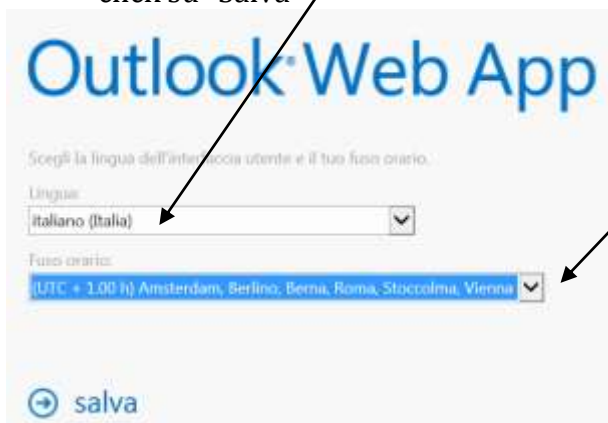 click su "salva"
Outlook Web App
Scegli la lingua dell'interfaccia utente e il tuo fuso orario.
Lingua:
italiano (Italia)
Fuso orario:
(UTC + 1.00 h) Amsterdam, Berlino, Berna, Roma, Stoccolma, Vienna
salva